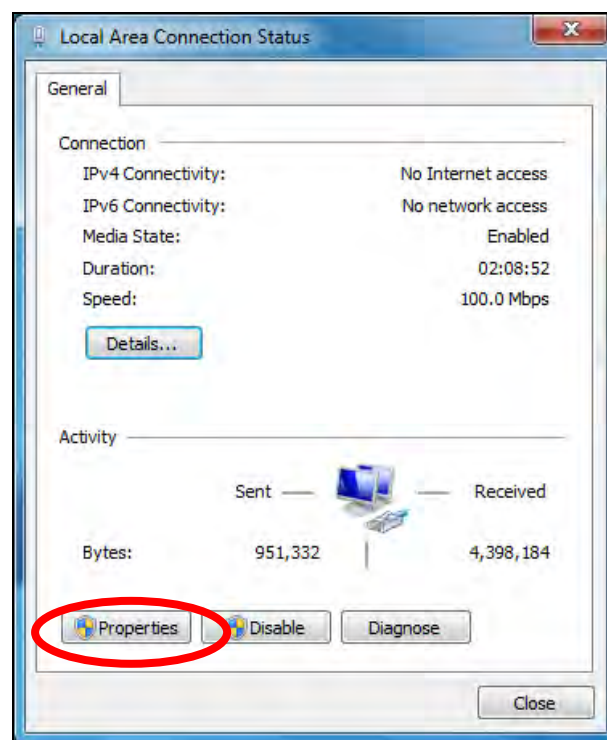 Local Area Connection Status
General
Connection
IPv4 Connectivity: No Internet access
IPv6 Connectivity: No network access
Media State: Enabled
Duration: 02:08:52
Speed: 100.0 Mbps
Details...
Activity
Sent Received
Bytes: 951,332 4,398,184
Properties Disable Diagnose
Close